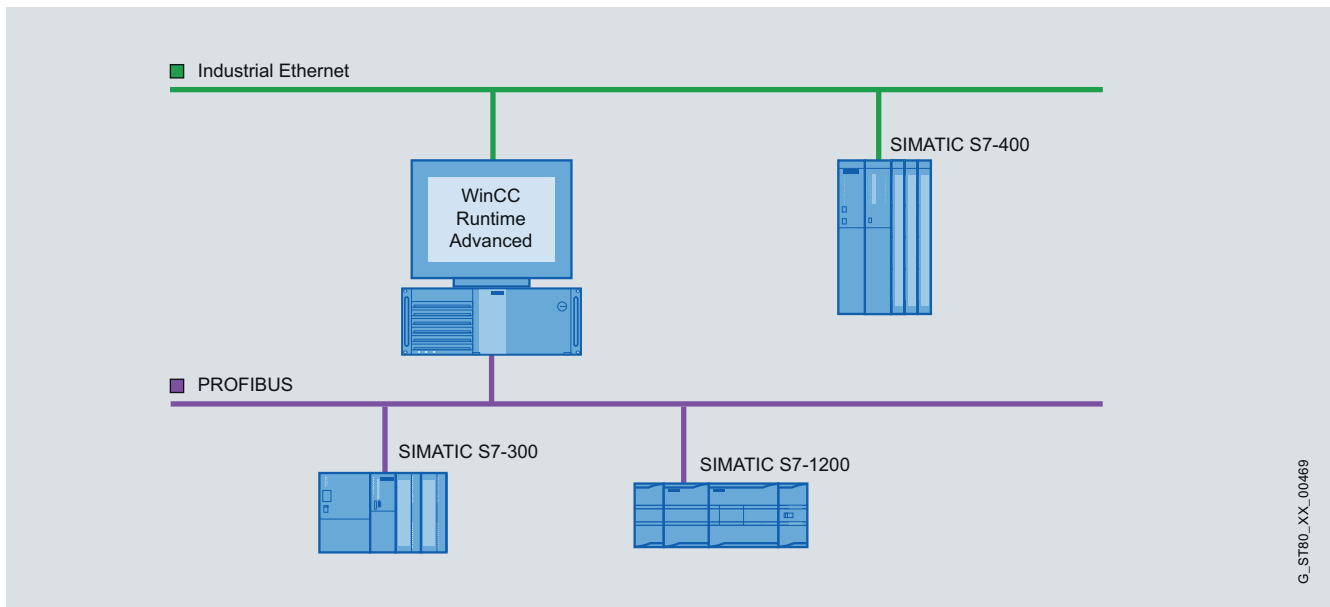 Industrial Ethernet
SIMATIC S7-400
WinCC
Runtime
Advanced
PROFIBUS
SIMATIC S7-300
SIMATIC S7-1200
G_ST80_XX_00469